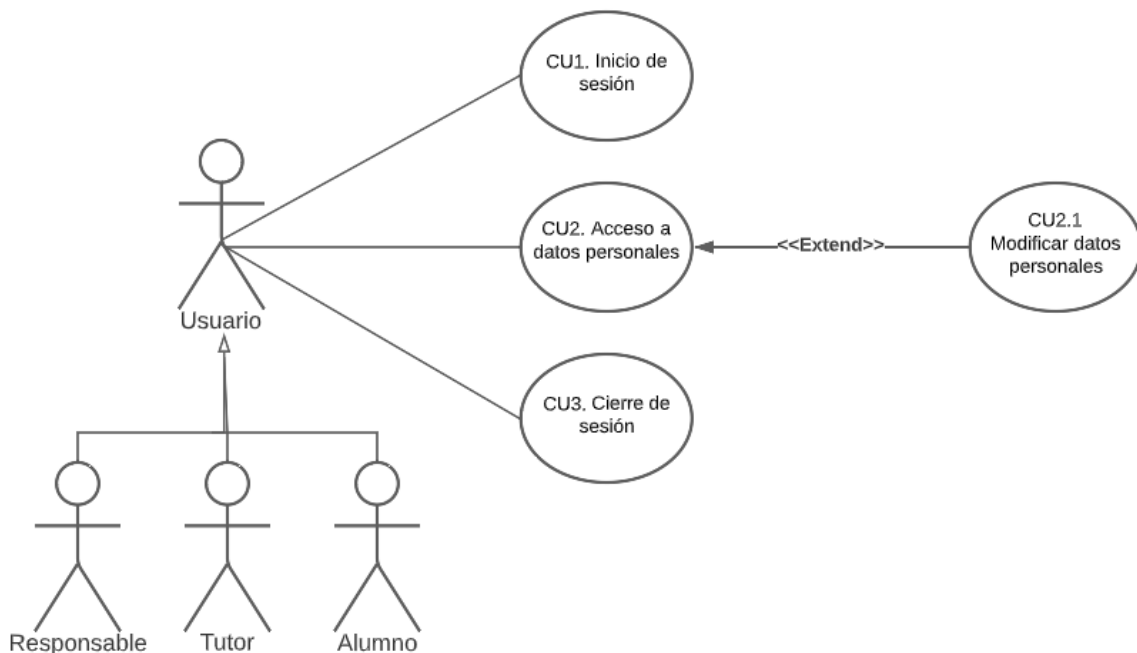 CU1. Inicio de
sesión
CU2. Acceso a
datos personales
<<Extend>>
CU2.1
Modificar datos
personales
Usuario
CU3. Cierre de
sesión
Responsable
Tutor
Alumno